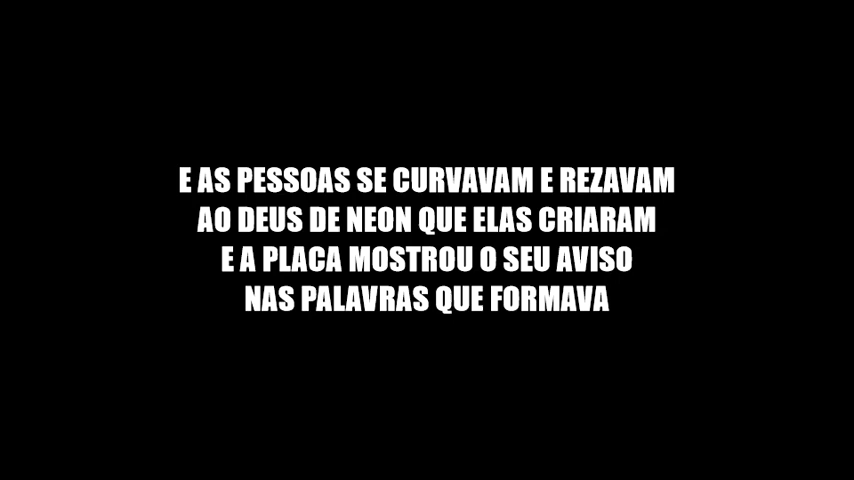 E AS PESSOAS SE CURVAVAM E REZAVAM
AO DEUS DE NEON QUE ELAS CRIARAM
E A PLACA MOSTROU O SEU AVISO
NAS PALAVRAS QUE FORMAVA